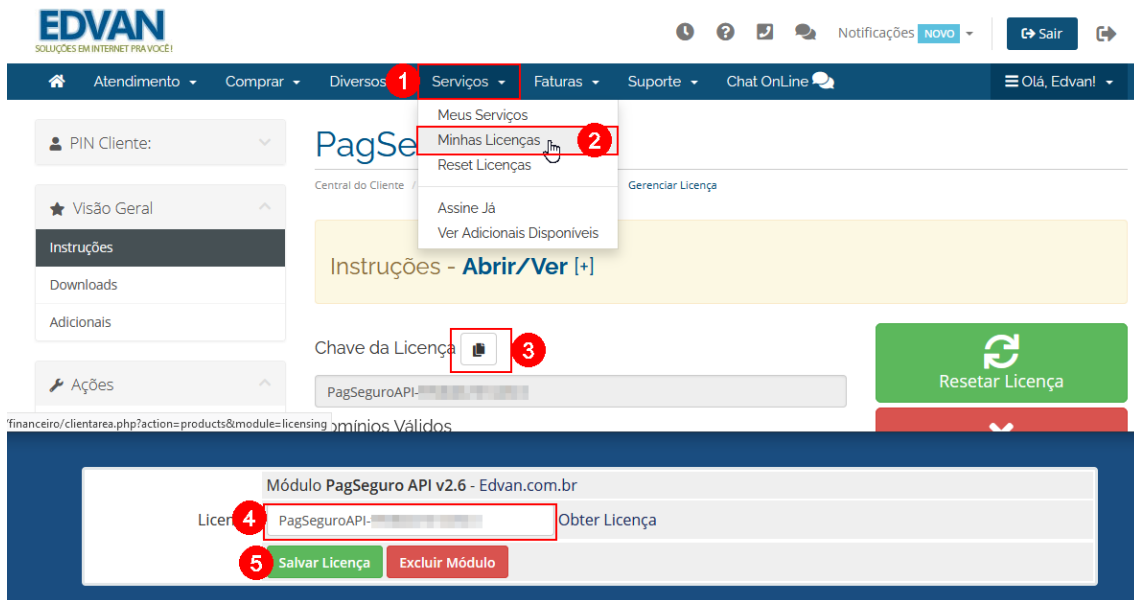 EDVAN
SOLUÇÕES EM INTERNET PRA VOCÊ!
Notificações NOVO
Sair
Atendimento Comprar Diversos 1 Serviços Faturas Suporte Chat OnLine Olá, Edvan!
Meus Serviços
Minhas Licenças 2
Reset Licenças
Assine Já
Ver Adicionais Disponíveis
PIN Cliente:
Visão Geral
Instruções
Downloads
Adicionais
Ações
/financeiro/clientarea.php?action=products&module=licensing
PagSe
Central do Cliente / Gerenciar Licença
Instruções - Abrir/Ver [+]
Chave da Licença 3
PagSeguroAPI-
omínios Válidos
Resetar Licença
Módulo PagSeguro API v2.6 - Edvan.com.br
Licen 4 PagSeguroAPI- Obter Licença
5 Salvar Licença Excluir Módulo